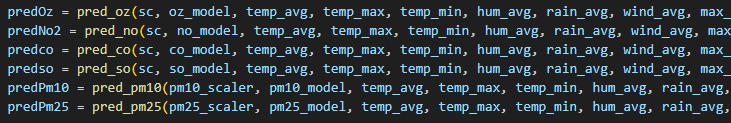 predOz = pred_oz(sc, oz_model, temp_avg, temp_max, temp_min, hum_avg, rain_avg, wind_avg, max_
predNo2 = pred_no(sc, no_model, temp_avg, temp_max, temp_min, hum_avg, rain_avg, wind_avg, max
predco = pred_co(sc, co_model, temp_avg, temp_max, temp_min, hum_avg, rain_avg, wind_avg, max_
predso = pred_so(sc, so_model, temp_avg, temp_max, temp_min, hum_avg, rain_avg, wind_avg, max_
predPm10 = pred_pm10(pm10_scaler, pm10_model, temp_avg, temp_max, temp_min, hum_avg, rain_avg,
predPm25 = pred_pm25(pm25_scaler, pm25_model, temp_avg, temp_max, temp_min, hum_avg, rain_avg,